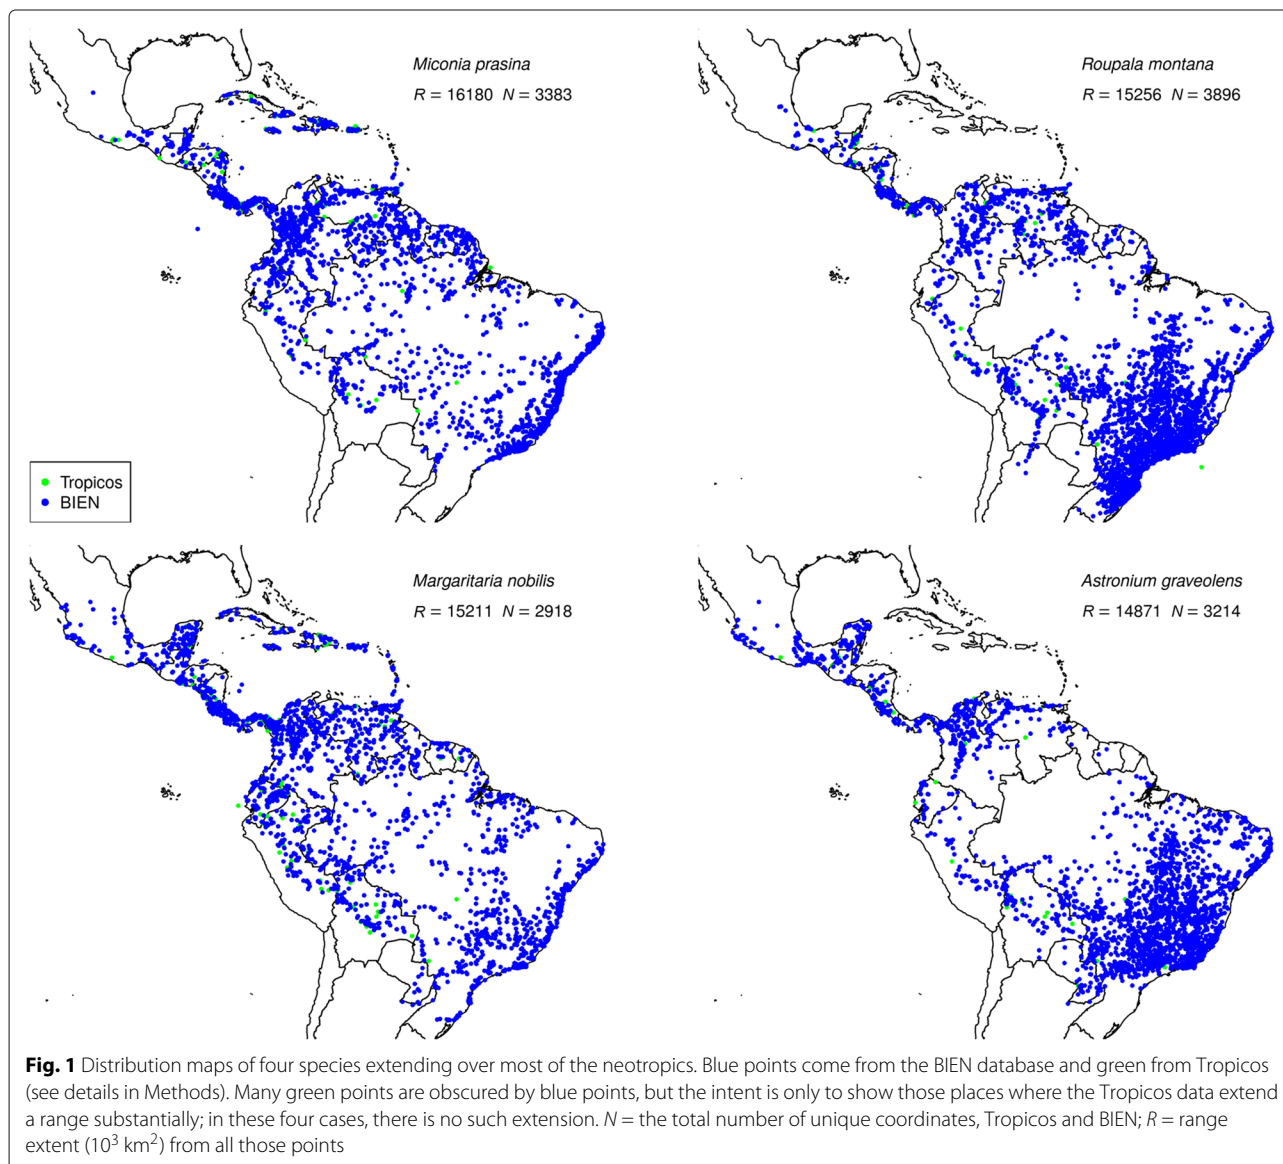 Miconia prasina
R = 16180 N = 3383
Roupala montana
R = 15256 N = 3896
Tropicos
BIEN
Margaritaria nobilis
R = 15211 N = 2918
Astronium graveolens
R = 14871 N = 3214
Fig. 1 Distribution maps of four species extending over most of the neotropics. Blue points come from the BIEN database and green from Tropicos
(see details in Methods). Many green points are obscured by blue points, but the intent is only to show those places where the Tropicos data extend
a range substantially; in these four cases, there is no such extension. N = the total number of unique coordinates, Tropicos and BIEN; R = range
extent (10³ km²) from all those points